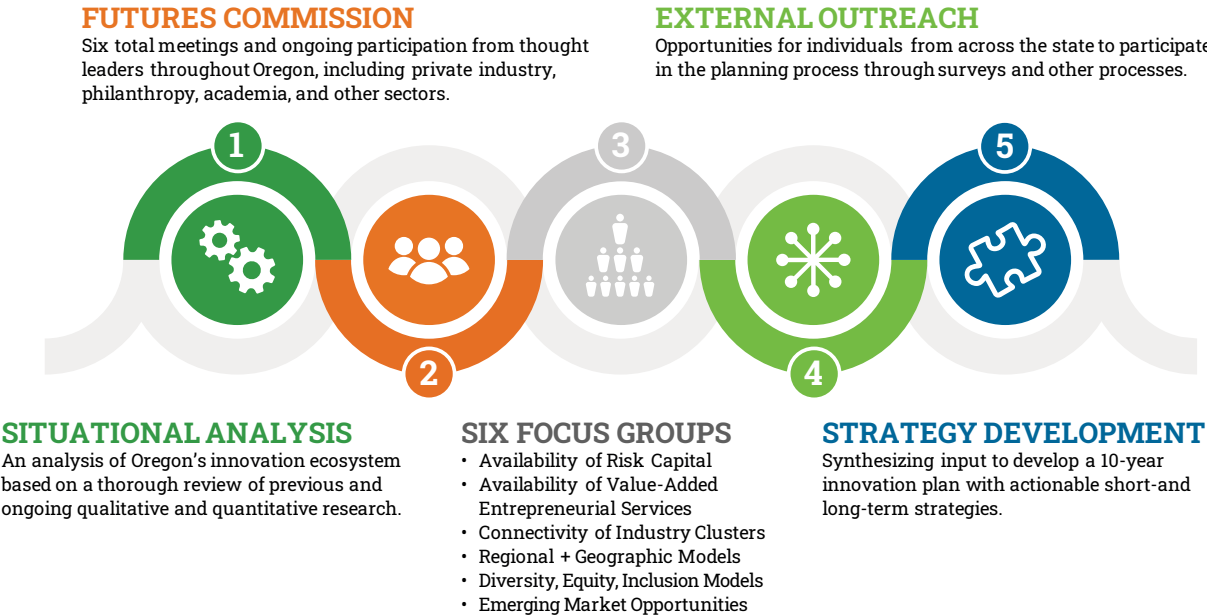 FUTURES COMMISSION
Six total meetings and ongoing participation from thought
leaders throughout Oregon, including private industry,
philanthropy, academia, and other sectors.
EXTERNAL OUTREACH
Opportunities for individuals from across the state to participate
in the planning process through surveys and other processes.
1
3
5
2
4
SITUATIONAL ANALYSIS
An analysis of Oregon's innovation ecosystem
based on a thorough review of previous and
ongoing qualitative and quantitative research.
SIX FOCUS GROUPS
• Availability of Risk Capital
• Availability of Value-Added
Entrepreneurial Services
• Connectivity of Industry Clusters
• Regional + Geographic Models
• Diversity, Equity, Inclusion Models
• Emerging Market Opportunities
STRATEGY DEVELOPMENT
Synthesizing input to develop a 10-year
innovation plan with actionable short-and
long-term strategies.